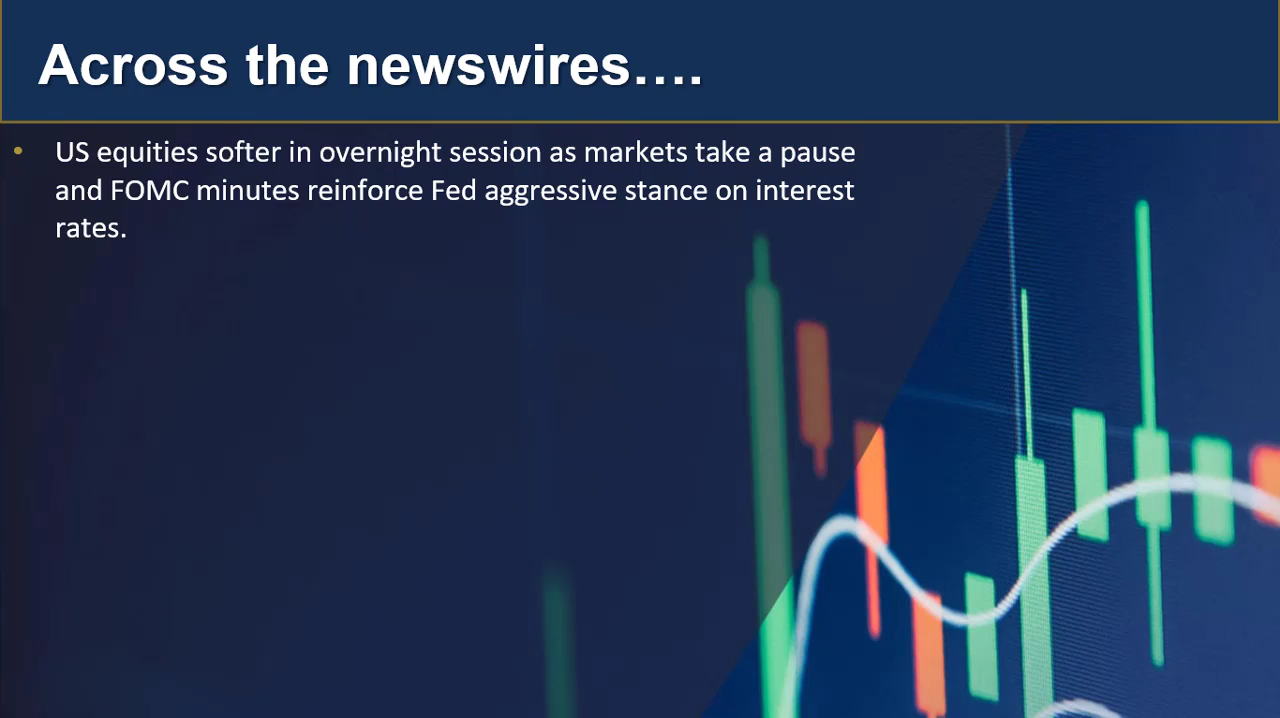 Across the newswires….
• US equities softer in overnight session as markets take a pause
and FOMC minutes reinforce Fed aggressive stance on interest
rates.